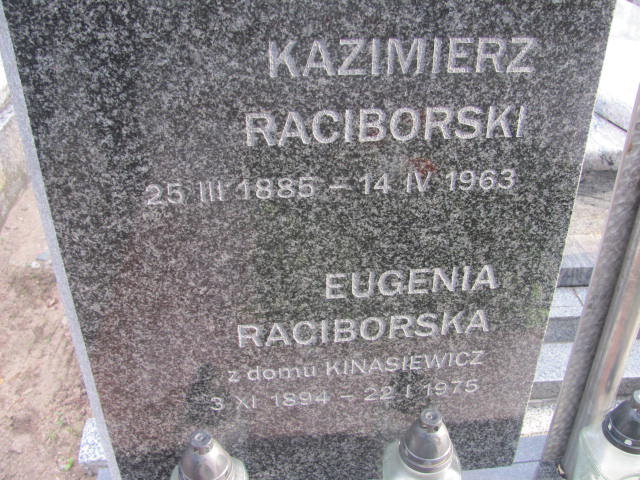 KAZIMIERZ
RACIBORSKI
25 III 1885 – 14 IV 1963
EUGENIA
RACIBORSKA
z domu KINASIEWICZ
3 XI 1894 – 22 I 1975